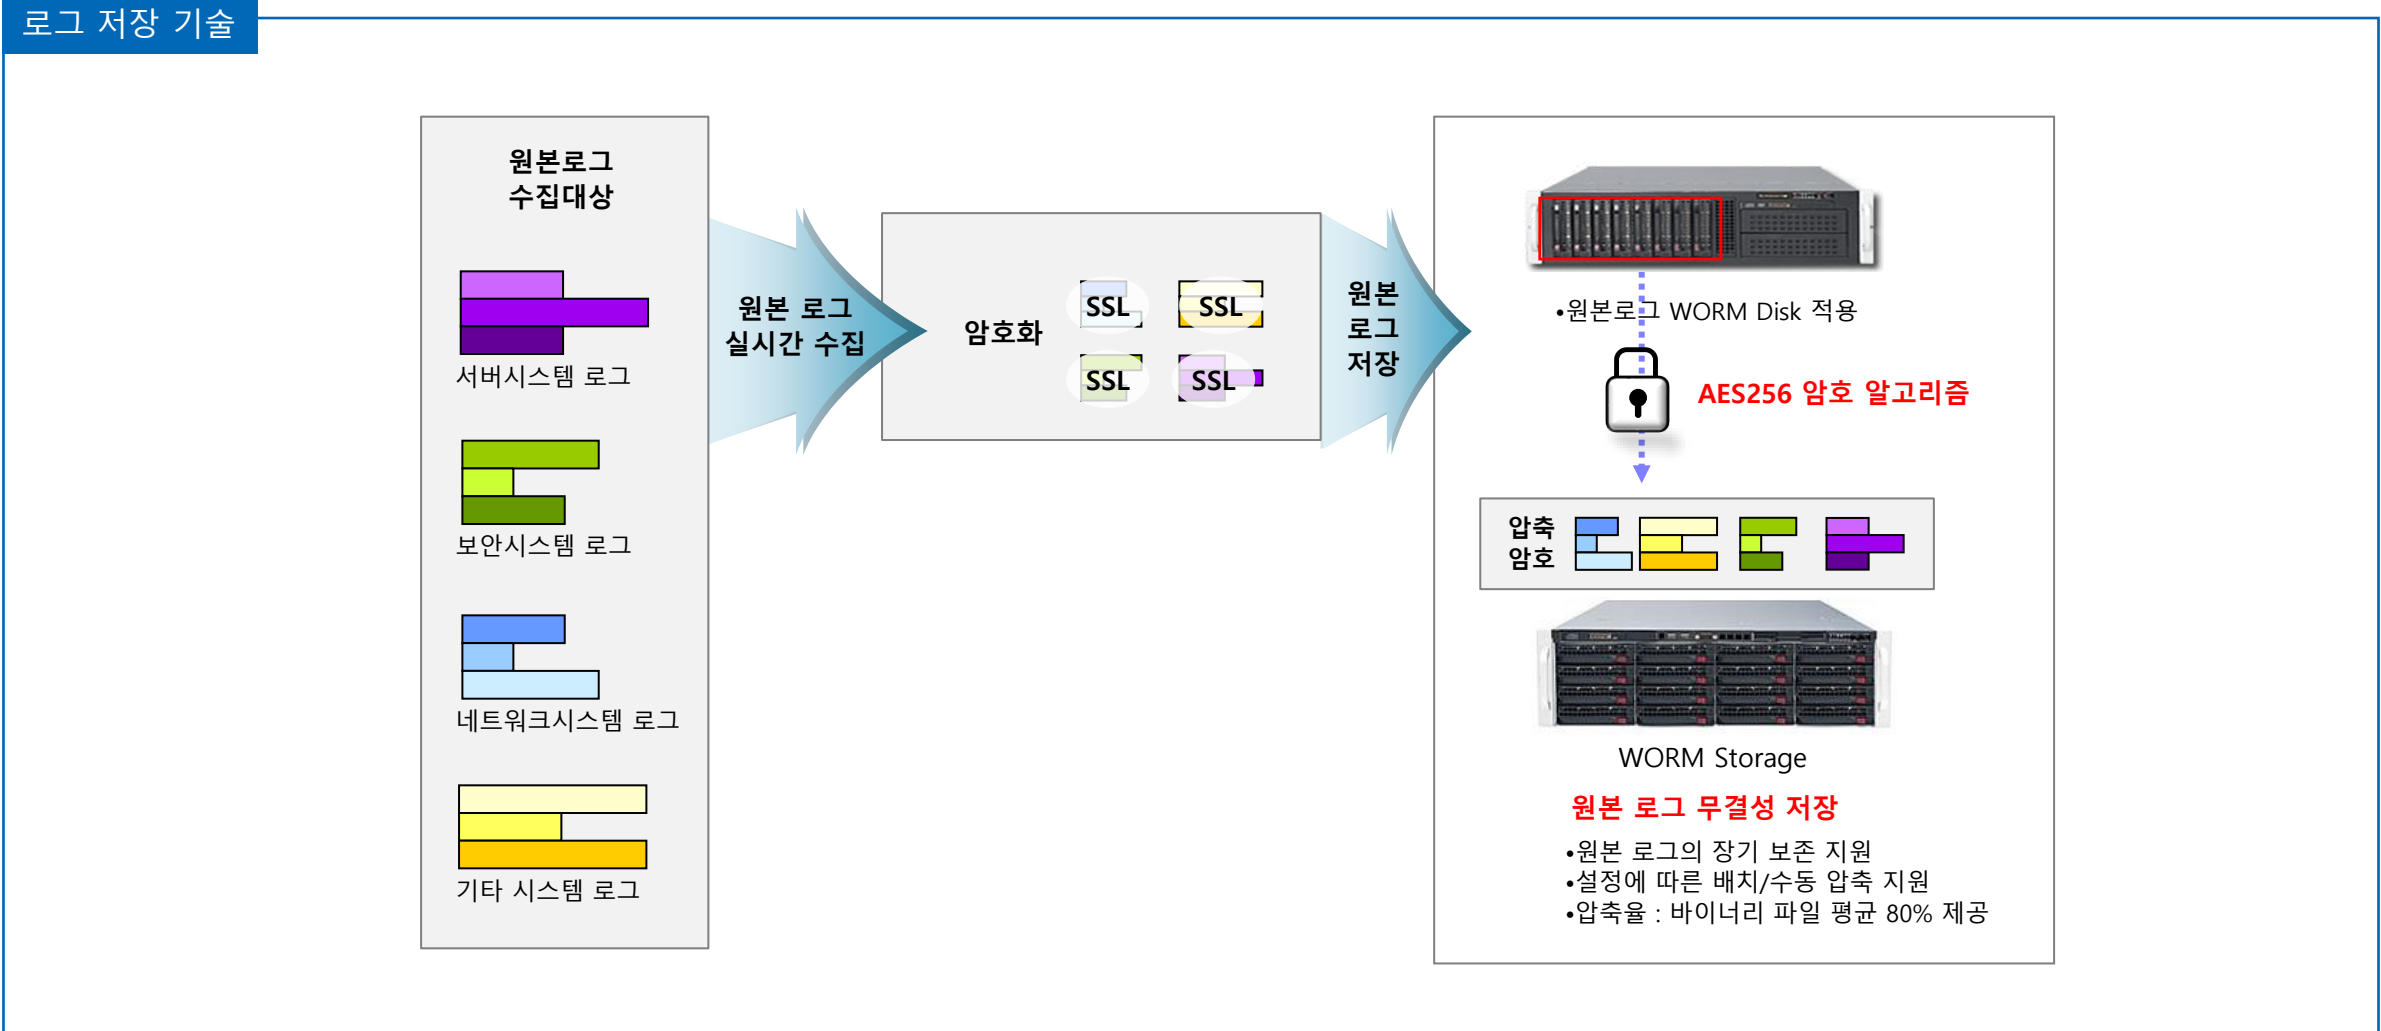 로그 저장 기술
원본로그
수집대상
서버시스템 로그
보안시스템 로그
네트워크시스템 로그
기타 시스템 로그
원본 로그
실시간 수집
암호화
SSL
SSL
SSL
SSL
원본
로그
저장
•원본로그 WORM Disk 적용
AES256 암호 알고리즘
압축
암호
WORM Storage
원본 로그 무결성 저장
•원본 로그의 장기 보존 지원
•설정에 따른 배치/수동 압축 지원
•압축율 : 바이너리 파일 평균 80% 제공